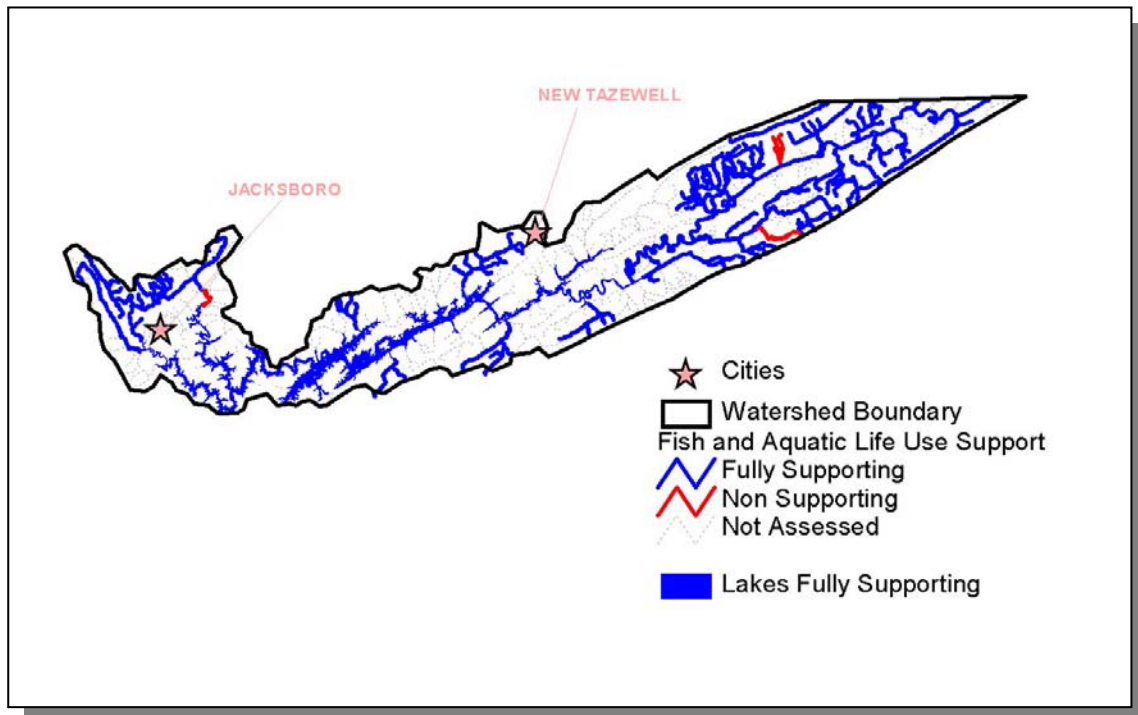 NEW TAZEWELL
JACKSBORO
Cities
Watershed Boundary
Fish and Aquatic Life Use Support
Fully Supporting
Non Supporting
Not Assessed
Lakes Fully Supporting